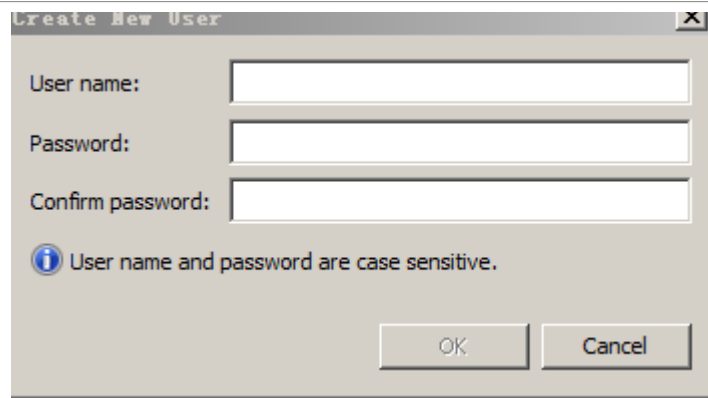 Create New User
User name:
Password:
Confirm password:
User name and password are case sensitive.
OK
Cancel